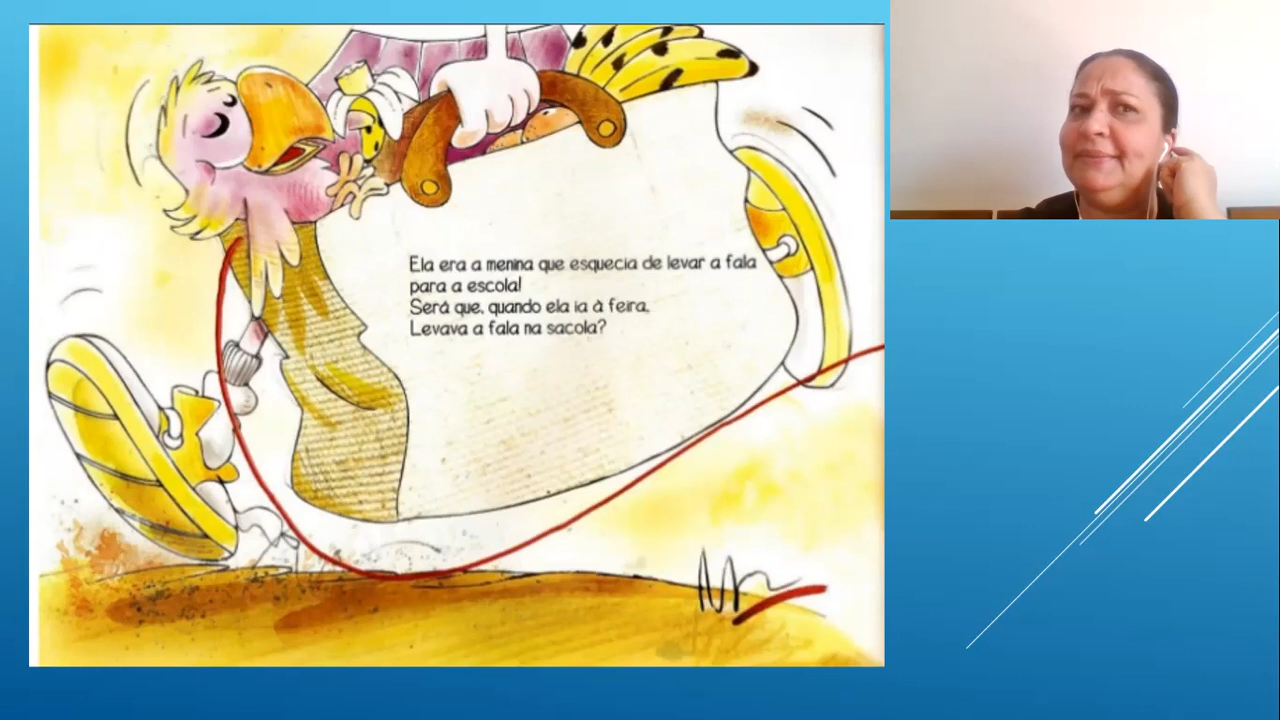 Ela era a menina que esquecia de levar a fala
para a escola!
Será que, quando ela ia à feira,
Levava a fala na sacola?